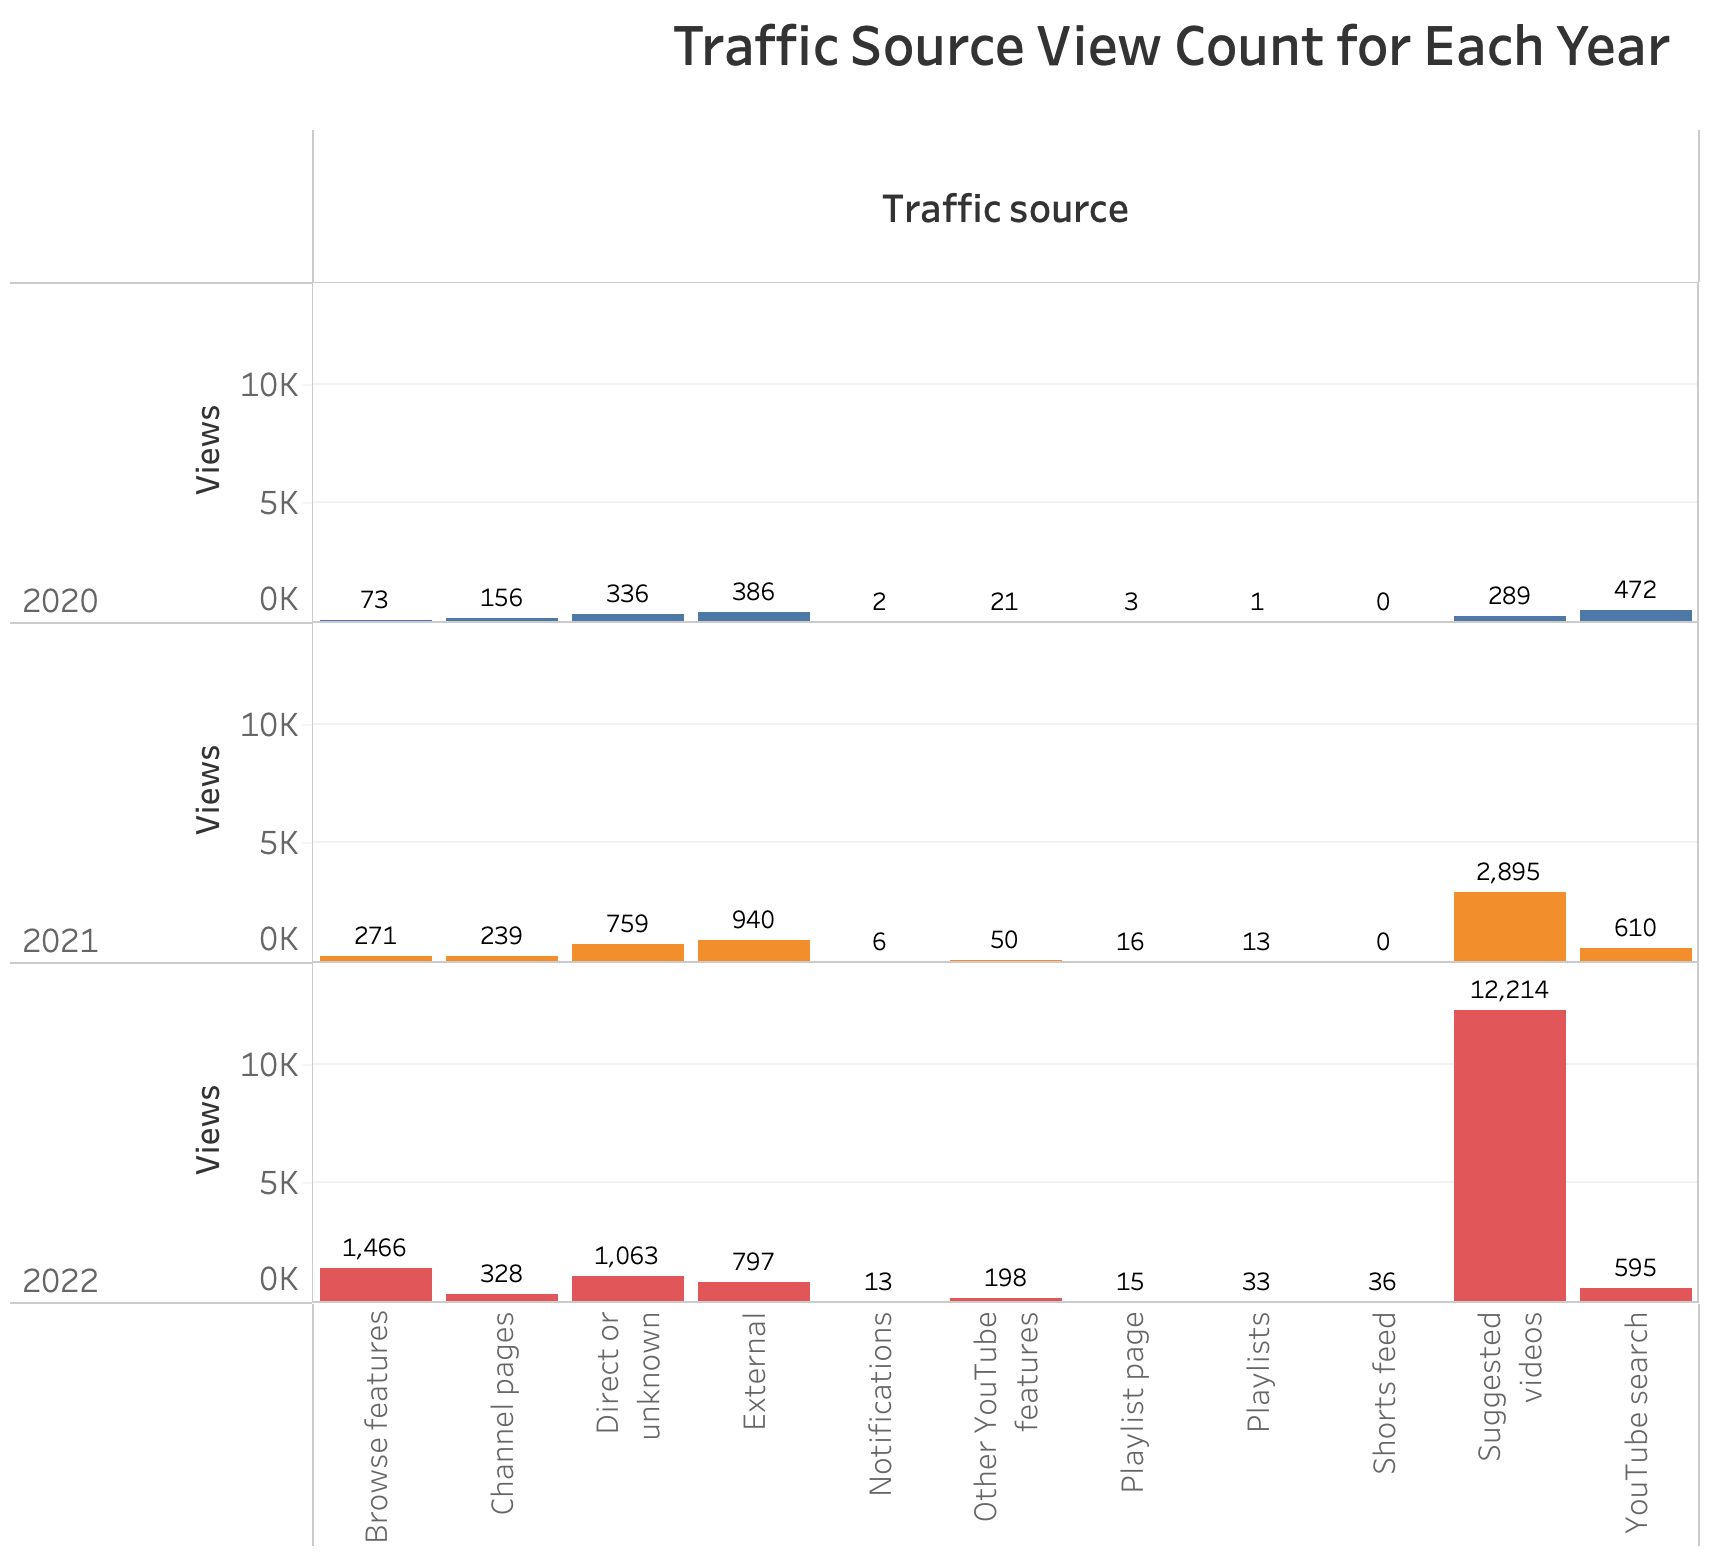 Traffic Source View Count for Each Year
Traffic source
10K
Views
5K
0K
2020
73
156
336
386
2
21
3
1
0
289
472
10K
Views
5K
0K
2021
271
239
759
940
6
50
16
13
0
2,895
610
10K
Views
5K
0K
2022
1,466
328
1,063
797
13
198
15
33
36
12,214
595
Browse features
Channel pages
Direct or
unknown
External
Notifications
Other YouTube
features
Playlist page
Playlists
Shorts feed
Suggested
videos
YouTube search